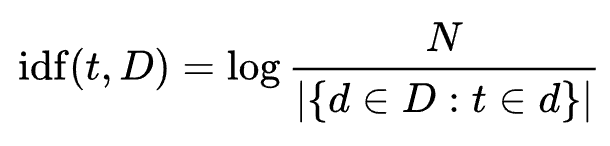 idf(t, D) = log N / |{d ∈ D : t ∈ d}|